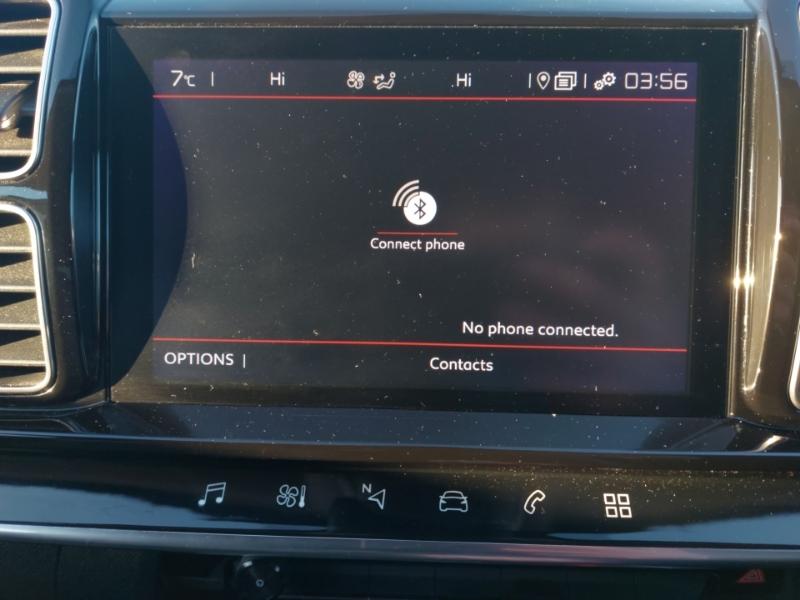 7°C | Hi Hi | | 03:56
Connect phone
No phone connected.
OPTIONS |
Contacts
N